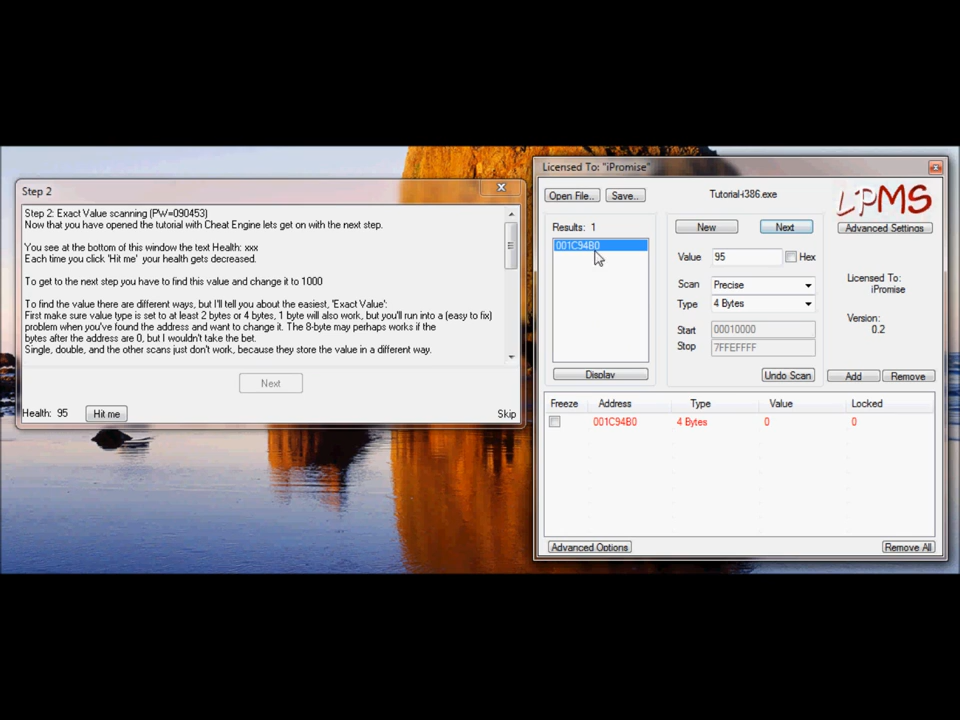 Step 2
Step 2: Exact Value scanning (PW=090453)
Now that you have opened the tutorial with Cheat Engine lets get on with the next step.
You see at the bottom of this window the text Health: xxx
Each time you click 'Hit me' your health gets decreased.
To get to the next step you have to find this value and change it to 1000
To find the value there are different ways, but I'll tell you about the easiest, 'Exact Value':
First make sure value type is set to at least 2 bytes or 4 bytes, 1 byte will also work, but you'll run into a (easy to fix)
problem when you've found the address and want to change it. The 8-byte may perhaps works if the
bytes after the address are 0, but I wouldn't take the bet.
Single, double, and the other scans just don't work, because they store the value in a different way.
Next
Health: 95 Hit me Skip
Licensed To: "iPromise"
Open File.. Save.. Tutorial-i386.exe iPMS
Results: 1 New Next Advanced Settings
001C94B0
Value 95 Hex
Scan Precise
Type 4 Bytes
Licensed To:
iPromise
Version:
0.2
Start 00010000
Stop 7FFEFFFF
Display Undo Scan Add Remove
Freeze Address Type Value Locked
001C94B0 4 Bytes 0 0
Advanced Options Remove All